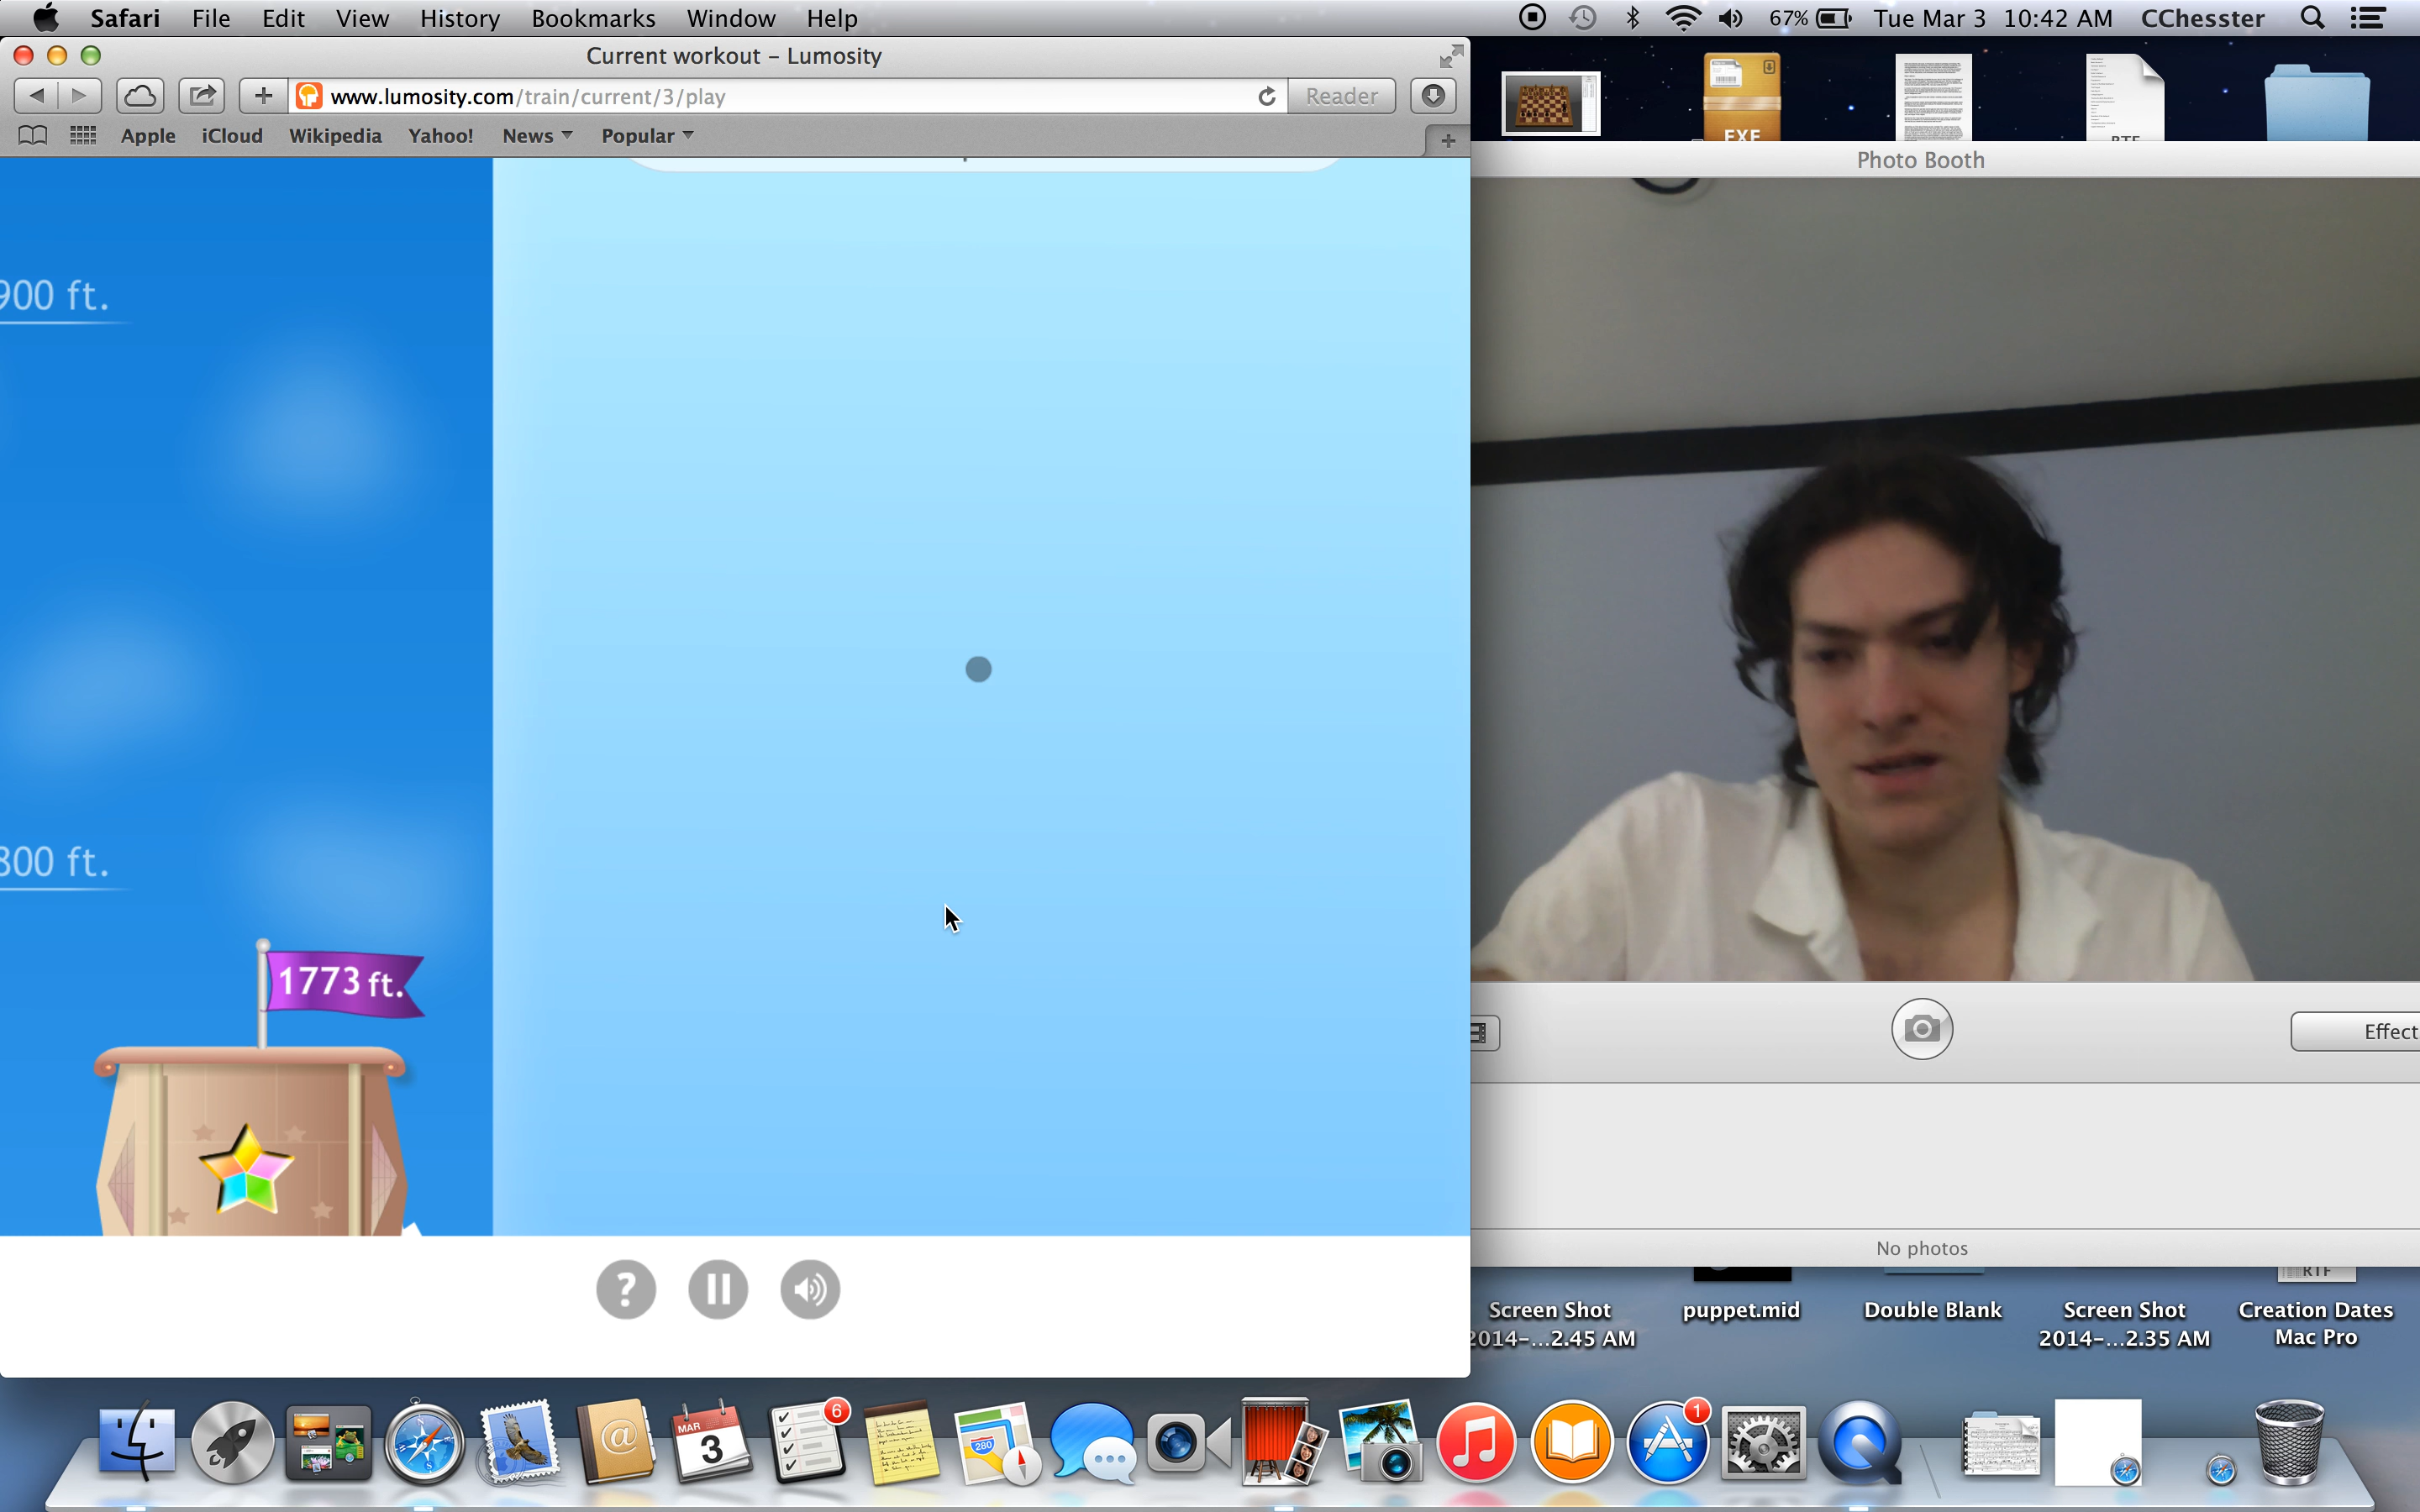 Safari File Edit View History Bookmarks Window Help 67% Tue Mar 3 10:42 AM CChesster
Current workout – Lumosity
www.lumosity.com/train/current/3/play Reader
Apple iCloud Wikipedia Yahoo! News Popular
EXF
Photo Booth
900 ft.
800 ft.
1773 ft.
Effect
No photos
RTF
Screen Shot
2014-...2.45 AM
puppet.mid
Double Blank
Screen Shot
2014-...2.35 AM
Creation Dates
Mac Pro
6
MAR
3
280
1